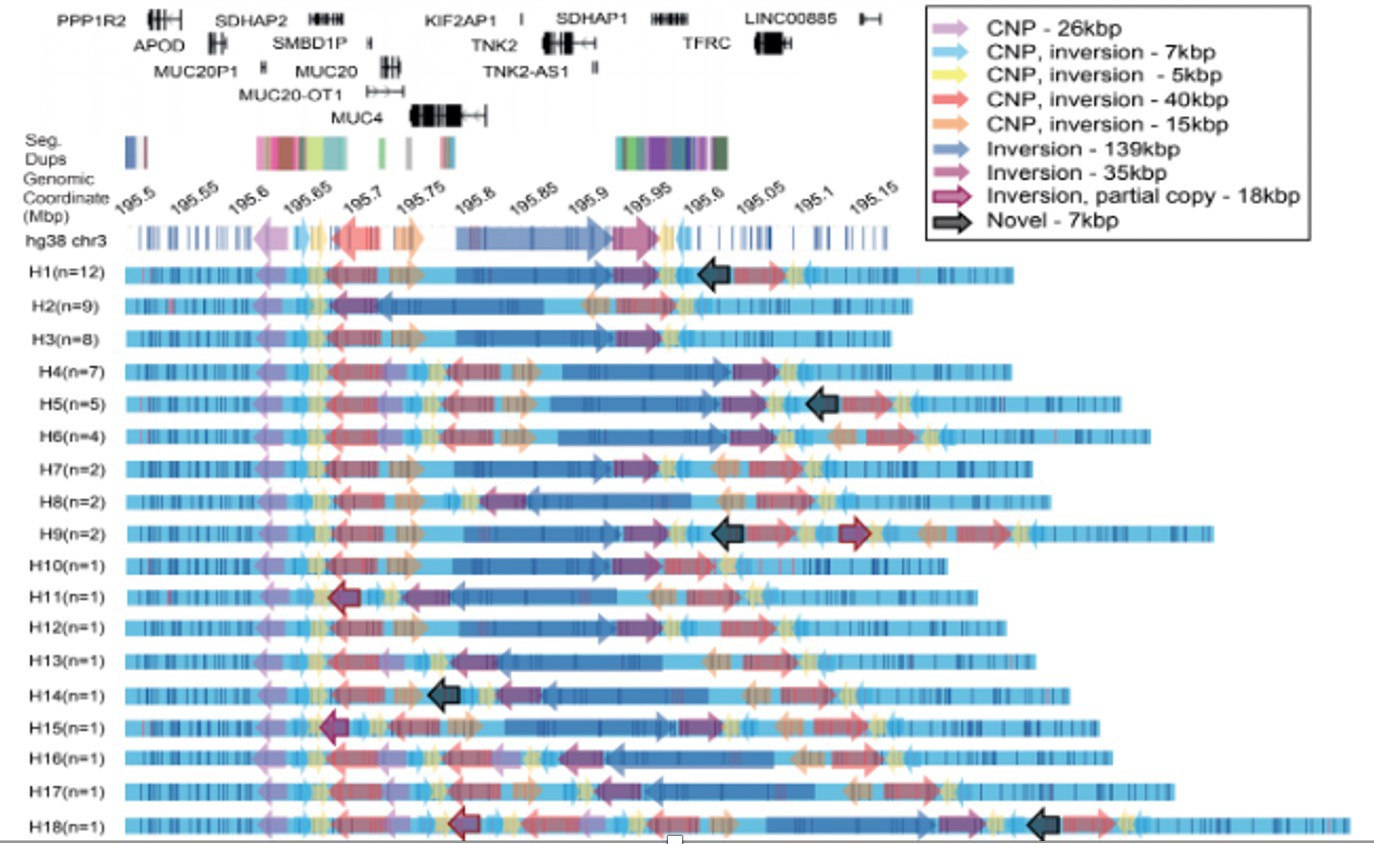 PPP1R2 SDHAP2 KIF2AP1 SDHAP1 LINC00885
APOD SMBD1P TNK2 TFRC
MUC20P1 MUC20 TNK2-AS1
MUC20-OT1
MUC4
Seg.
Dups
Genomic
Coordinate
(Mbp)
195.5 195.55 195.6 195.65 195.7 195.75 195.8 195.85 195.9 195.95 195.6 195.05 195.1 195.15
hg38 chr3
H1(n=12)
H2(n=9)
H3(n=8)
H4(n=7)
H5(n=5)
H6(n=4)
H7(n=2)
H8(n=2)
H9(n=2)
H10(n=1)
H11(n=1)
H12(n=1)
H13(n=1)
H14(n=1)
H15(n=1)
H16(n=1)
H17(n=1)
H18(n=1)
CNP - 26kbp
CNP, inversion - 7kbp
CNP, inversion - 5kbp
CNP, inversion - 40kbp
CNP, inversion - 15kbp
Inversion - 139kbp
Inversion - 35kbp
Inversion, partial copy - 18kbp
Novel - 7kbp